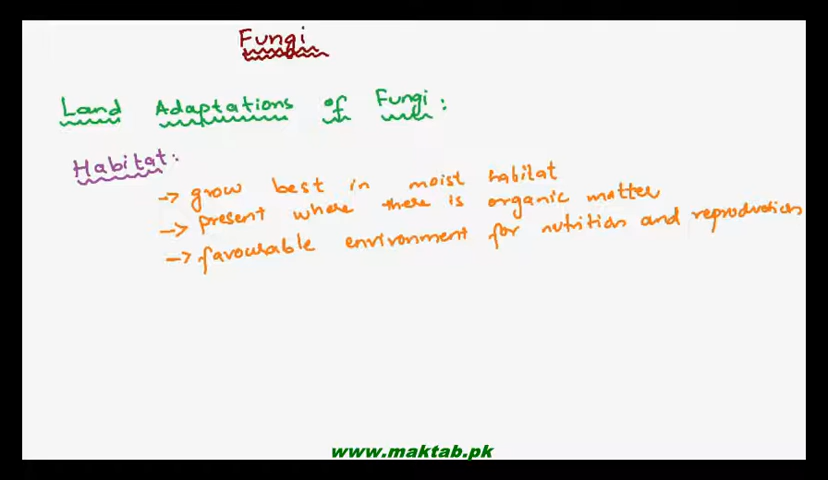 Fungi
Land Adaptations of Fungi:
Habitat:
-> grow best in moist habitat
-> present where there is organic matter
-> favourable environment for nutrition and reproduction
www.maktab.pk